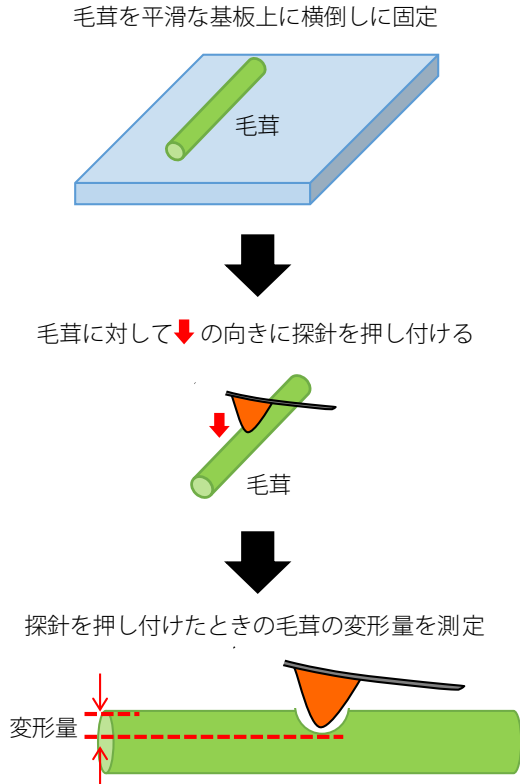 毛茸を平滑な基板上に横倒しに固定
毛茸
毛茸に対して の向きに探針を押し付ける
毛茸
探針を押し付けたときの毛茸の変形量を測定
変形量